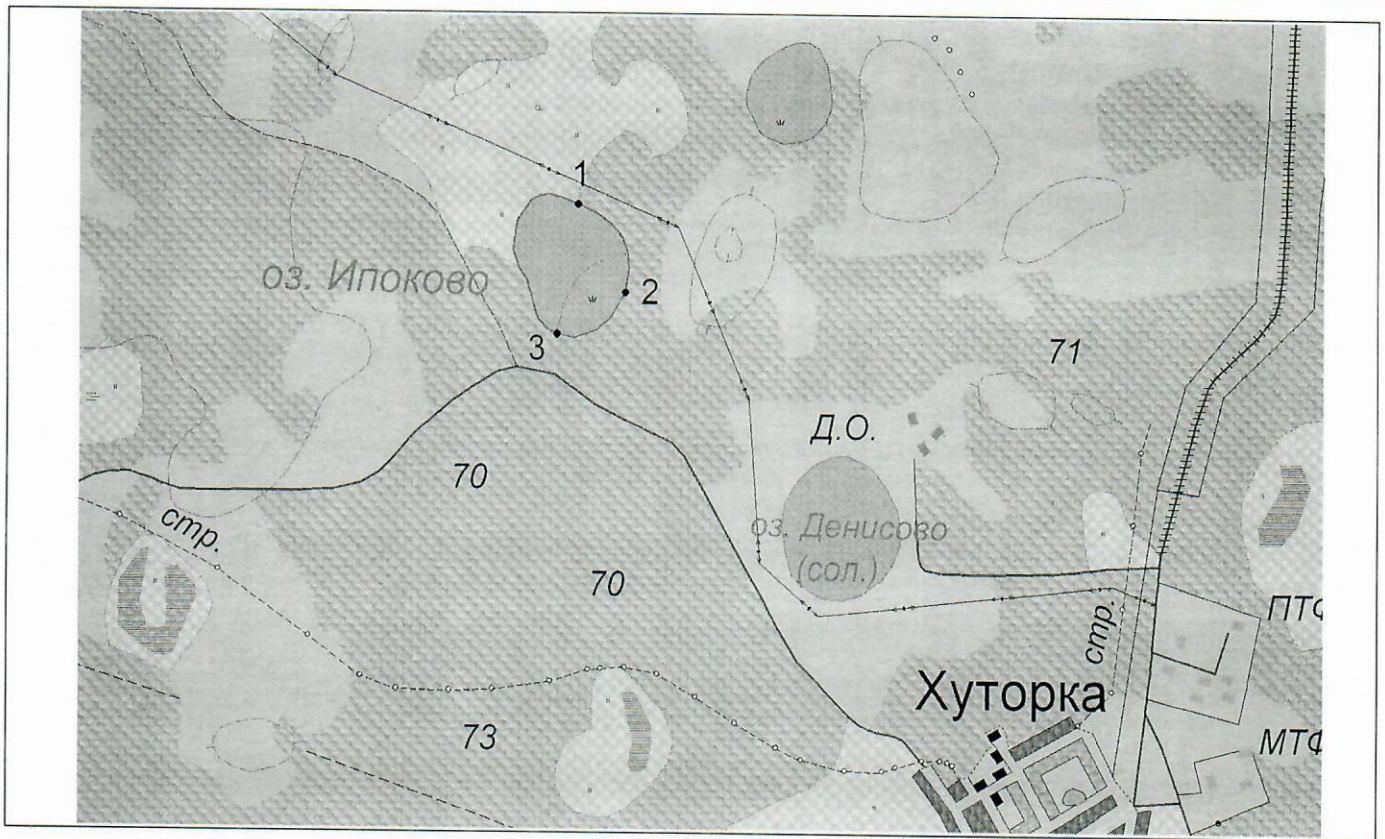 1
оз. Ипоково
2
3
71
Д.О.
70
стр.
оз. Денисово
(сол.)
70
ПТФ
стр.
Хуторка
73
МТФ